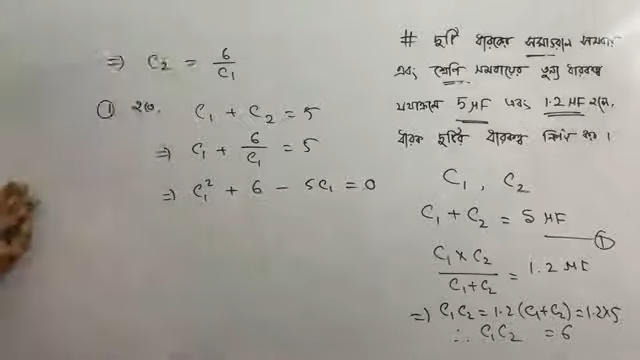 # দুটি ধারকের সমান্তরাল সমবায়
এবং শ্রেণি সমবায়ের তুল্য ধারকত্ব
যথাক্রমে 5 μF এবং 1.2 μF হলে,
ধারক দুটির ধারকত্ব নির্ণয় কর।
C₁ , C₂
C₁ + C₂ = 5 μF —— ①
(C₁ × C₂)/(C₁ + C₂) = 1.2 μF
⇒ C₁C₂ = 1.2 (C₁+C₂) = 1.2×5
∴ C₁C₂ = 6
⇒ C₂ = 6/C₁
① হতে, C₁ + C₂ = 5
⇒ C₁ + 6/C₁ = 5
⇒ C₁² + 6 − 5C₁ = 0